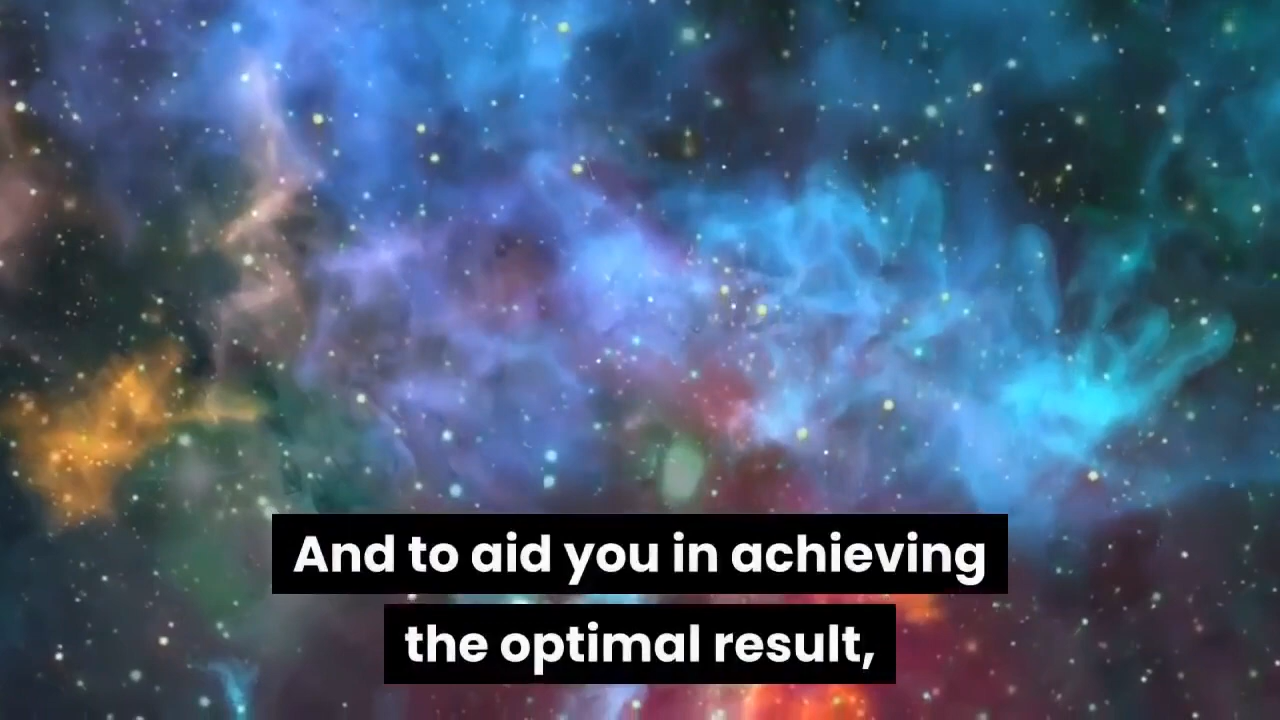 And to aid you in achieving
the optimal result,